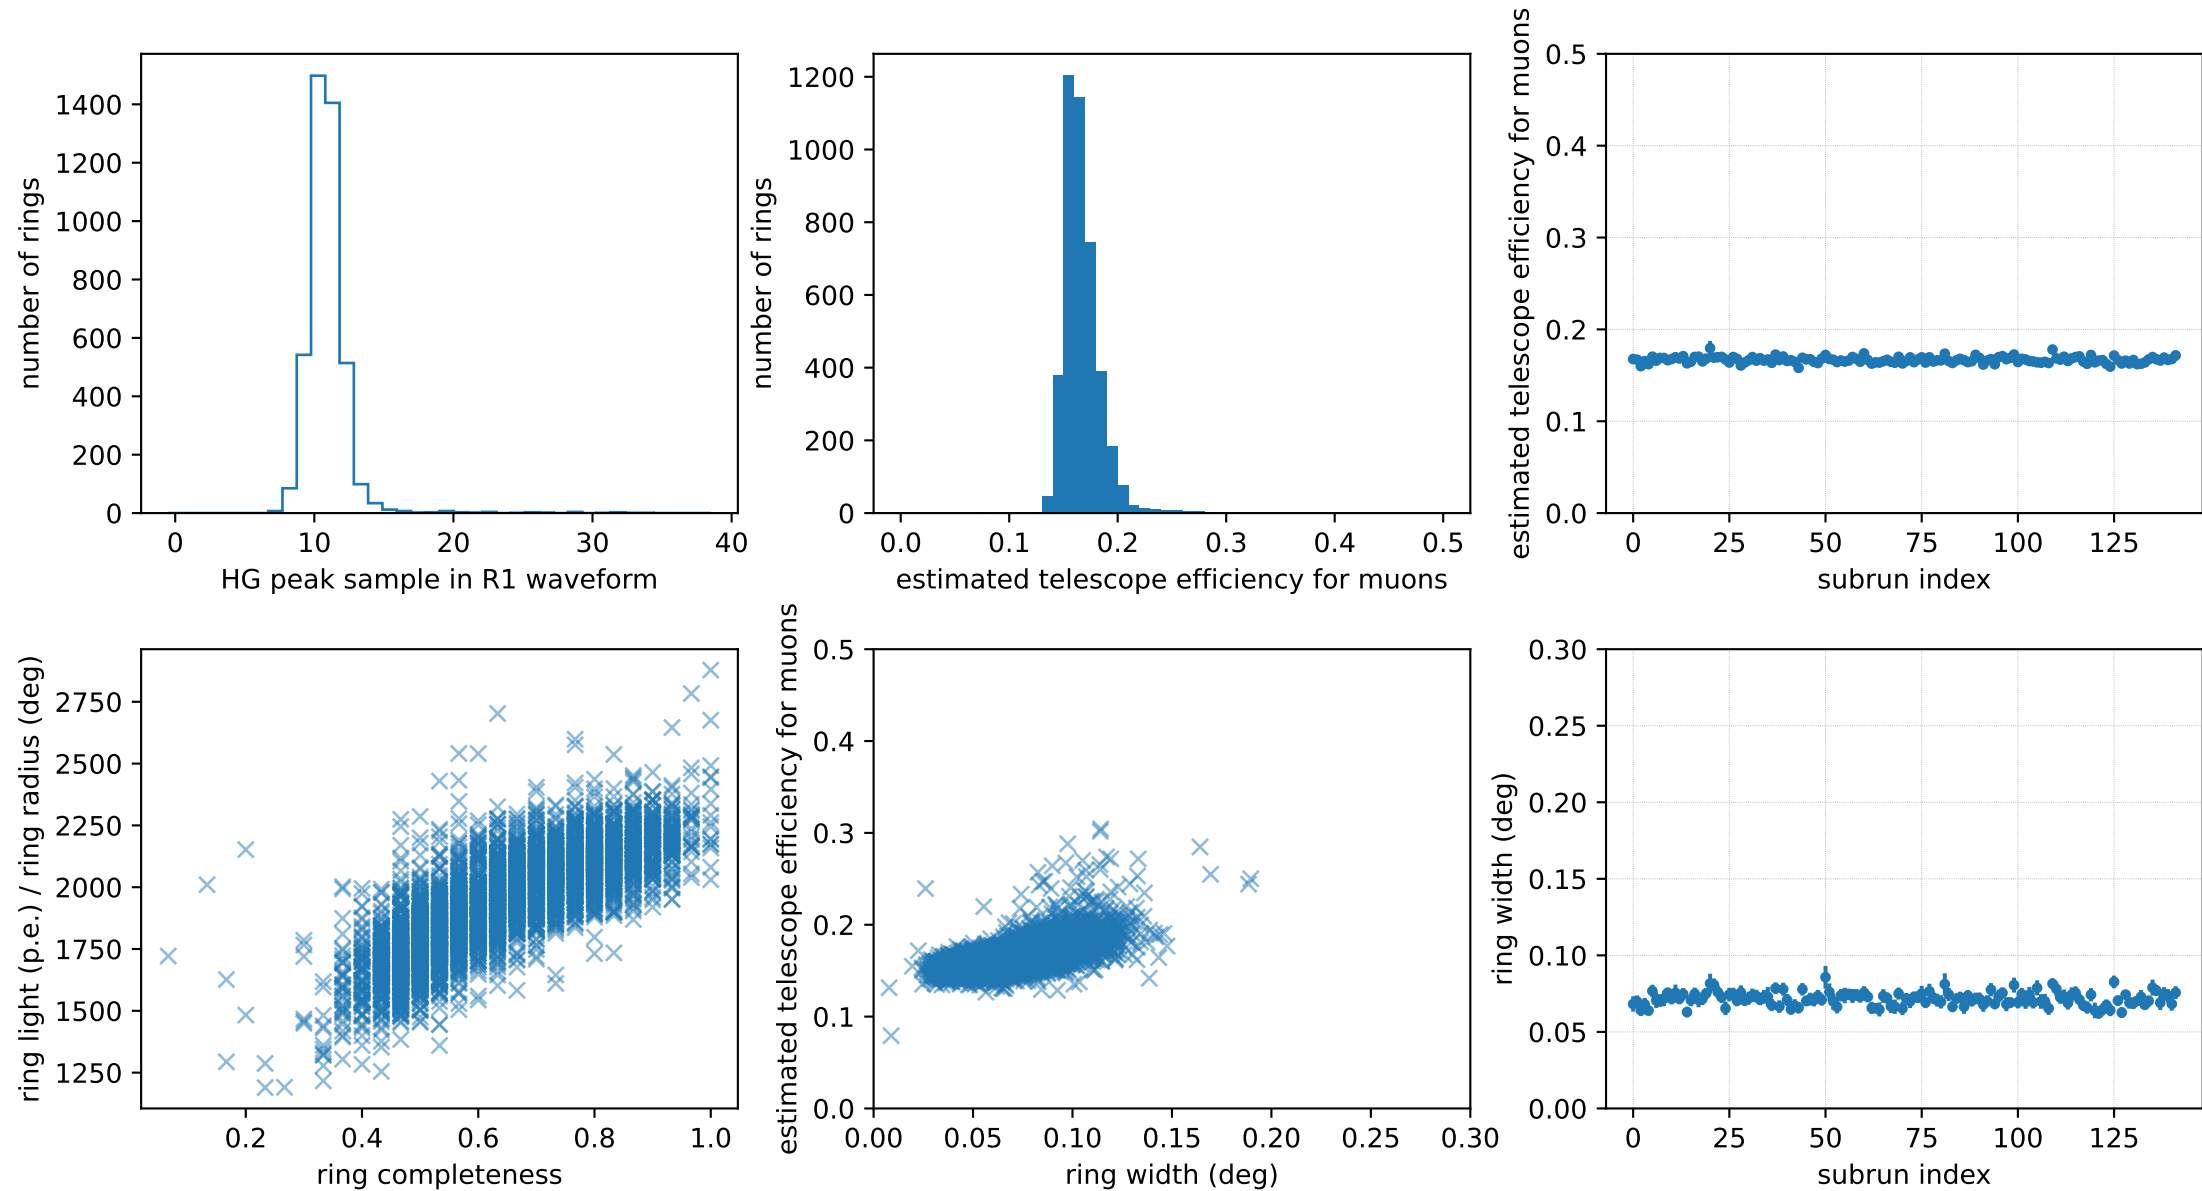 number of rings
1400
1200
1000
800
600
400
200
0
0 10 20 30 40
HG peak sample in R1 waveform
number of rings
1200
1000
800
600
400
200
0
0.0 0.1 0.2 0.3 0.4 0.5
estimated telescope efficiency for muons
estimated telescope efficiency for muons
0.5
0.4
0.3
0.2
0.1
0.0
0 25 50 75 100 125
subrun index
ring light (p.e.) / ring radius (deg)
2750
2500
2250
2000
1750
1500
1250
0.2 0.4 0.6 0.8 1.0
ring completeness
estimated telescope efficiency for muons
0.5
0.4
0.3
0.2
0.1
0.0
0.00 0.05 0.10 0.15 0.20 0.25 0.30
ring width (deg)
ring width (deg)
0.30
0.25
0.20
0.15
0.10
0.05
0.00
0 25 50 75 100 125
subrun index